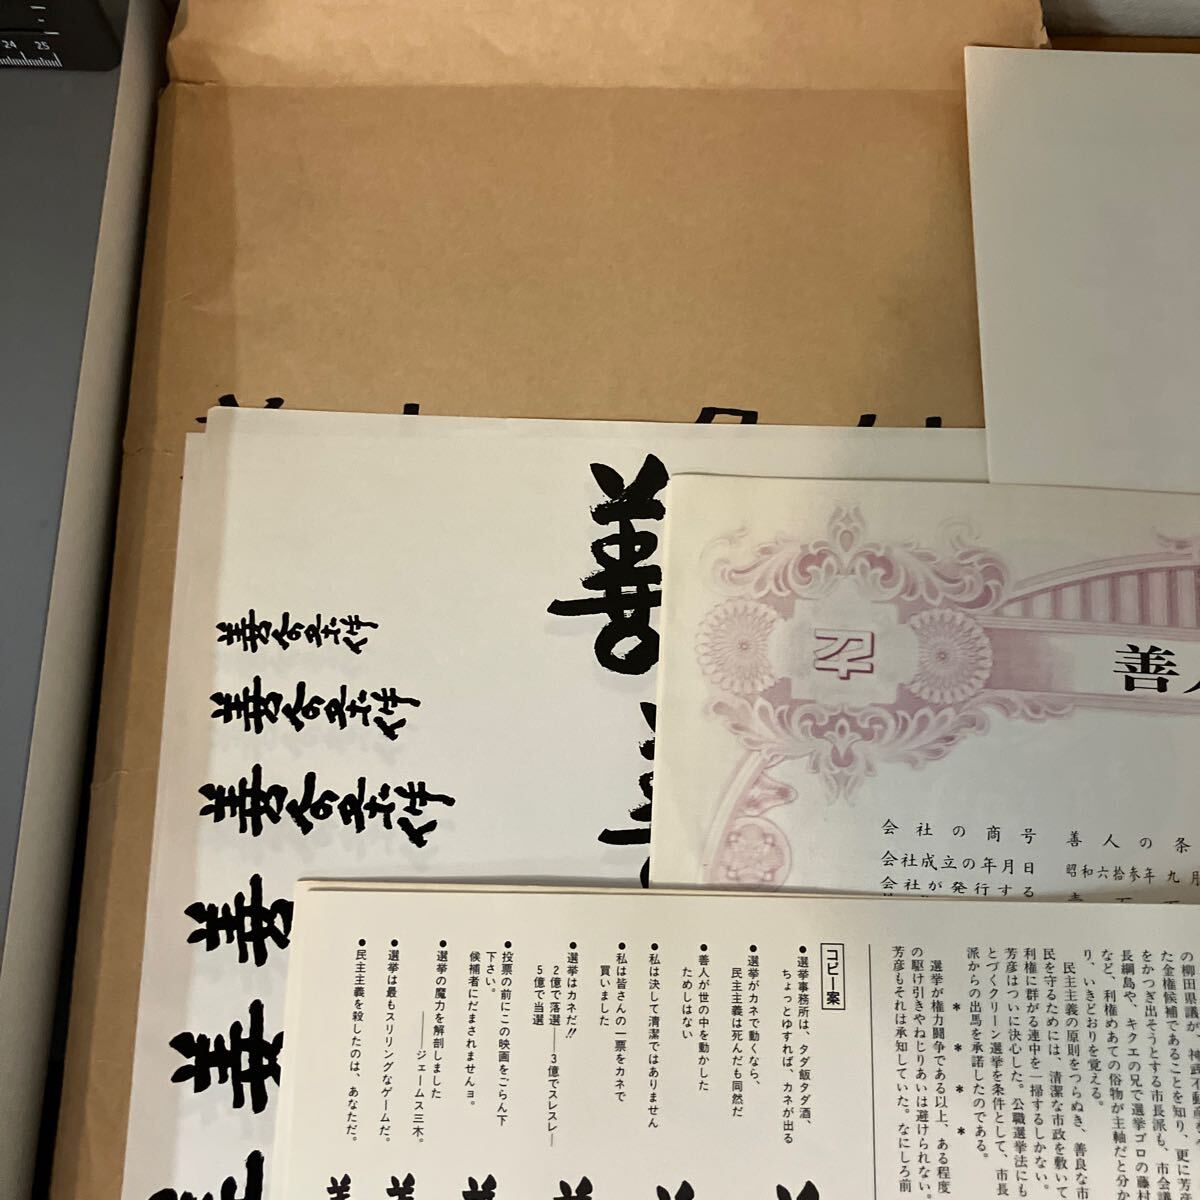 24 25
善
善人の条件
善人の条件
善人の条件
善
善
善人
会社の商号 善人の条
会社成立の年月日 昭和六拾参年九月
会社が発行する
の柳田県議が、神武不動産を
た金権候補であることを知り、更に芳
をかつぎ出そうとする市長派も、市会議
長綱島や、キクエの兄で選挙ゴロの藤村
など、利権めあての俗物が主軸だと分か
り、いきどおりを覚える。
民主主義の原則をつらぬき、善良な市
民を守るためには、清潔な市政を敷いて
利権に群がる連中を一掃するしかない。
芳彦はついに決心した。公職選挙法にも
とづくクリーン選挙を条件として、市長
派からの出馬を承諾したのである。
* * * *
選挙が権力闘争である以上、ある程度
の駆け引きやねじりあいは避けられない。
芳彦もそれは承知していた。なにしろ前
コピー案
●選挙事務所は、タダ飯タダ酒、
ちょっとゆすれば、カネが出る
●選挙がカネで動くなら、
民主主義は死んだも同然だ
●善人が世の中を動かした
ためしはない
●私は決して清潔ではありません
●私は皆さんの一票をカネで
買いました
●選挙はカネだ!!
2億で落選——3億でスレスレ—
5億で当選
●投票の前にこの映画をごらん下
下さい。
候補者にだまされませんョ。
●選挙の魔力を解剖しました
——ジェームス三木。
●選挙は最もスリリングなゲームだ。
●民主主義を殺したのは、あなただ。